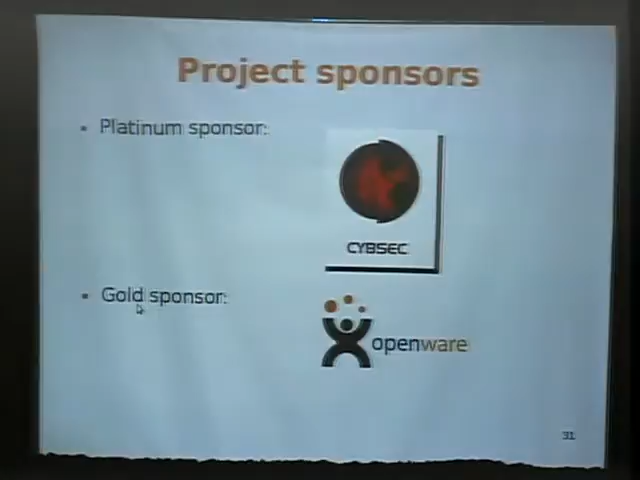 Project sponsors
Platinum sponsor:
CYBSEC
Gold sponsor:
openware
31